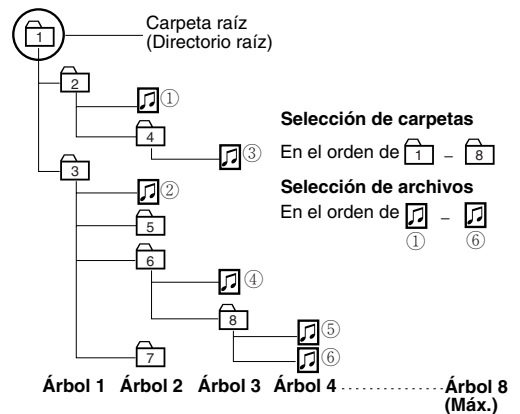 1
Carpeta raíz
(Directorio raíz)
2
①
4
③
3
②
5
6
④
8
⑤
⑥
7
Selección de carpetas
En el orden de 1 – 8
Selección de archivos
En el orden de –
① ⑥
Árbol 1 Árbol 2 Árbol 3 Árbol 4 ............ Árbol 8
(Máx.)